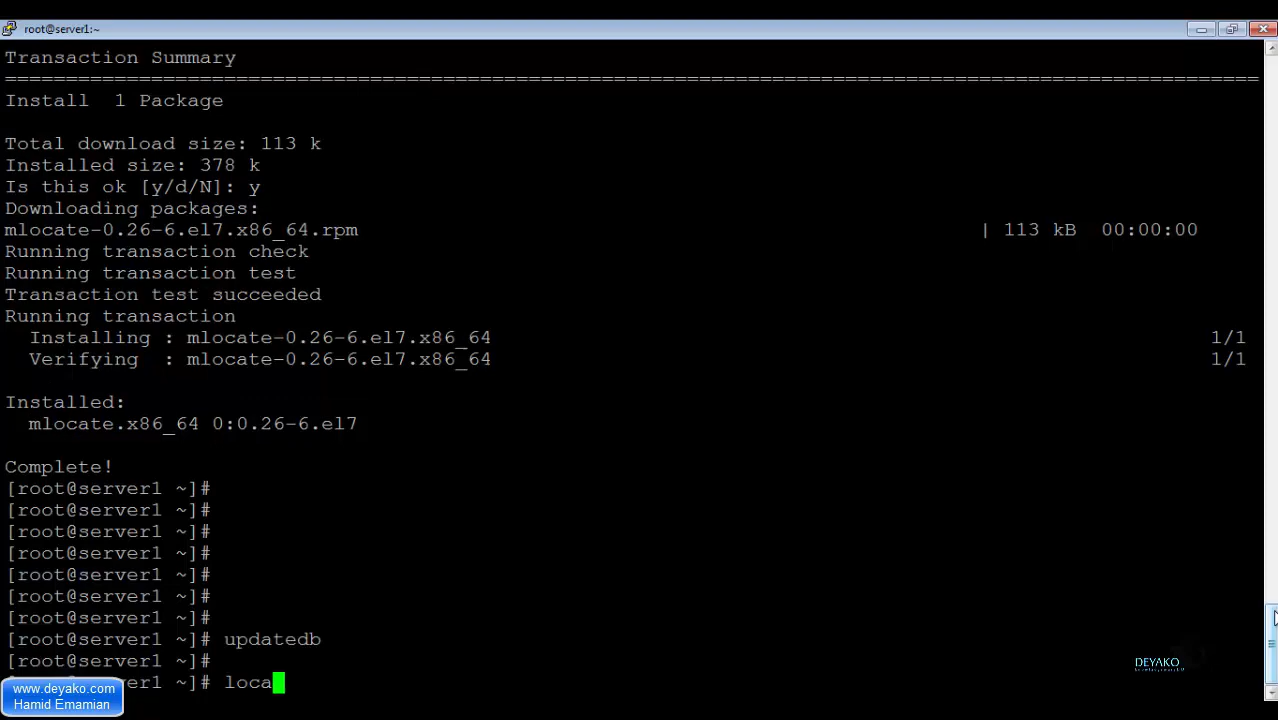 root@server1:~
Transaction Summary
================================================================================
Install  1 Package
Total download size: 113 k
Installed size: 378 k
Is this ok [y/d/N]: y
Downloading packages:
mlocate-0.26-6.el7.x86_64.rpm | 113 kB  00:00:00
Running transaction check
Running transaction test
Transaction test succeeded
Running transaction
Installing : mlocate-0.26-6.el7.x86_64 1/1
Verifying  : mlocate-0.26-6.el7.x86_64 1/1
Installed:
mlocate.x86_64 0:0.26-6.el7
Complete!
[root@server1 ~]#
[root@server1 ~]#
[root@server1 ~]#
[root@server1 ~]#
[root@server1 ~]#
[root@server1 ~]#
[root@server1 ~]#
[root@server1 ~]# updatedb
[root@server1 ~]#
rver1 ~]# loca
www.deyako.com
Hamid Emamian
DEYAKO